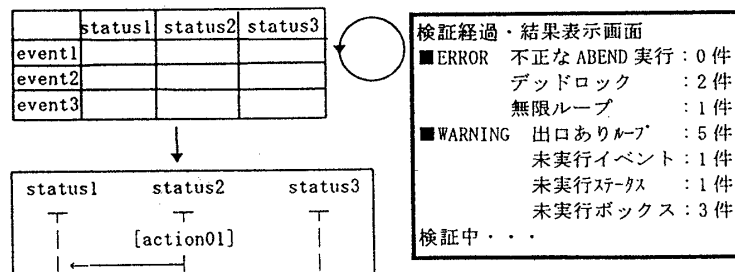 status1 status2 status3
event1
event2
event3
status1 status2 status3
[action01]
検証経過・結果表示画面
■ERROR 不正なABEND実行:0件
デッドロック :2件
無限ループ :1件
■WARNING 出口ありループ :5件
未実行イベント:1件
未実行ステータス :1件
未実行ボックス:3件
検証中・・・